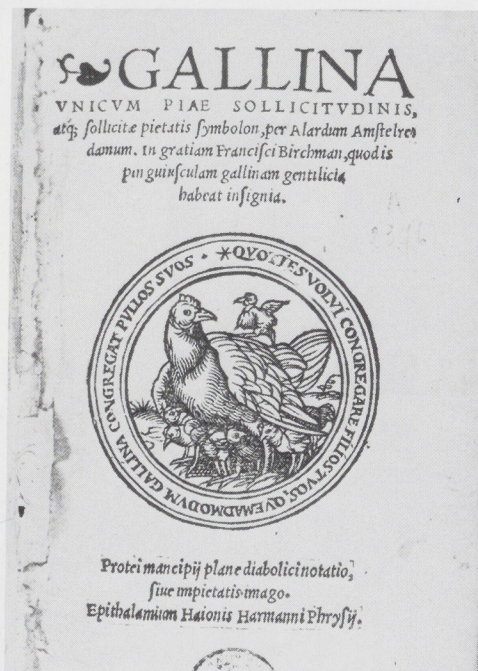 GALLINA
VNICVM PIAE SOLLICITVDINIS,
atq; sollicitæ pietatis symbolon, per Alardum Amstelre⸗
damum. In gratiam Francisci Birchman, quod is
pinguiusculam gallinam gentilicia
habeat insignia.
*QVOTIES VOLVI CONGREGARE FILIOS TVOS, QVEMADMODVM GALLINA CONGREGAT PVLLOS SVOS
Protei mancipij plane diabolici notatio,
siue impietatis imago.
Epithalamium Haionis Harmanni Phrysij.